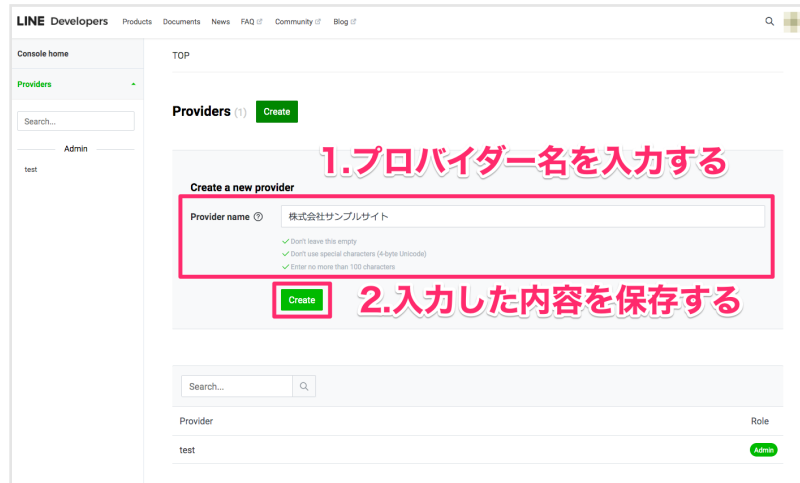 LINE Developers Products Documents News FAQ Community Blog
Console home
TOP
Providers
Providers (1) Create
Search...
Admin
test
1.プロバイダー名を入力する
Create a new provider
Provider name 株式会社サンプルサイト
Don't leave this empty
Don't use special characters (4-byte Unicode)
Enter no more than 100 characters
Create
2.入力した内容を保存する
Search...
Provider Role
test Admin